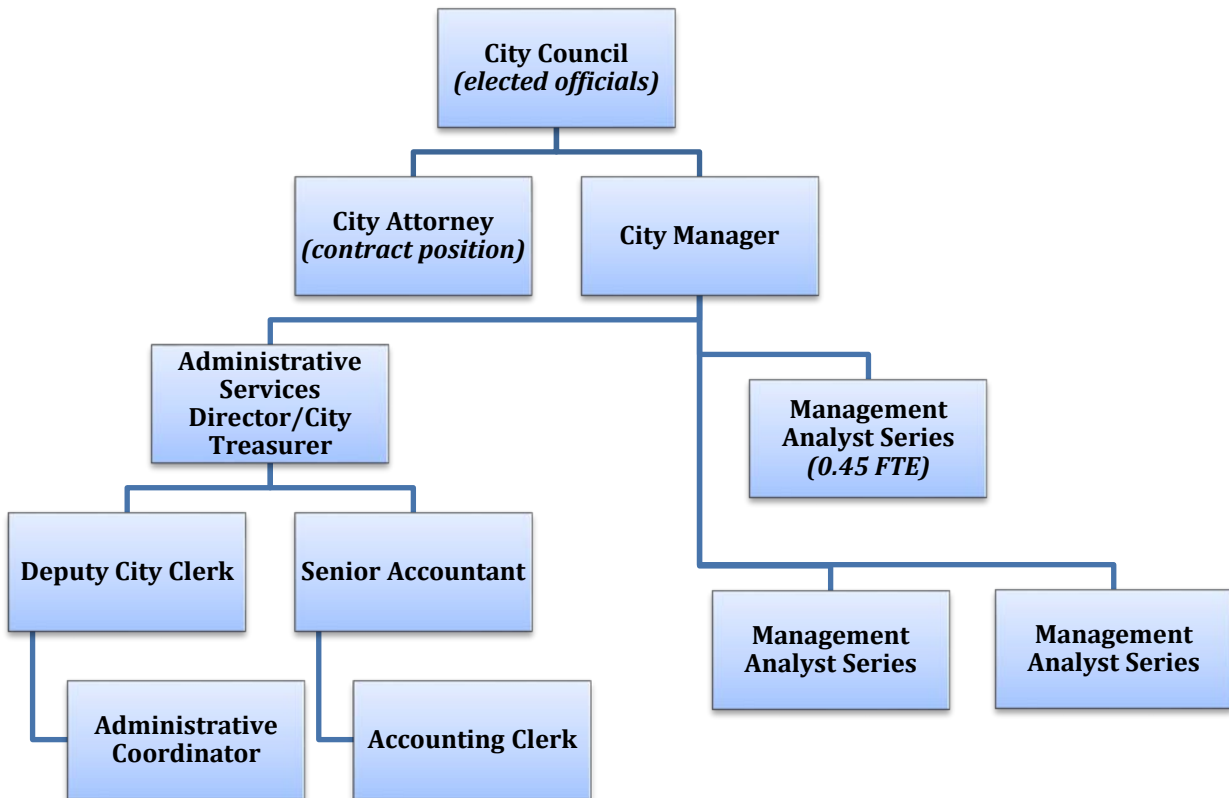 City Council
(elected officials)
City Attorney
(contract position)
City Manager
Administrative
Services
Director/City
Treasurer
Management
Analyst Series
(0.45 FTE)
Deputy City Clerk
Senior Accountant
Management
Analyst Series
Management
Analyst Series
Administrative
Coordinator
Accounting Clerk